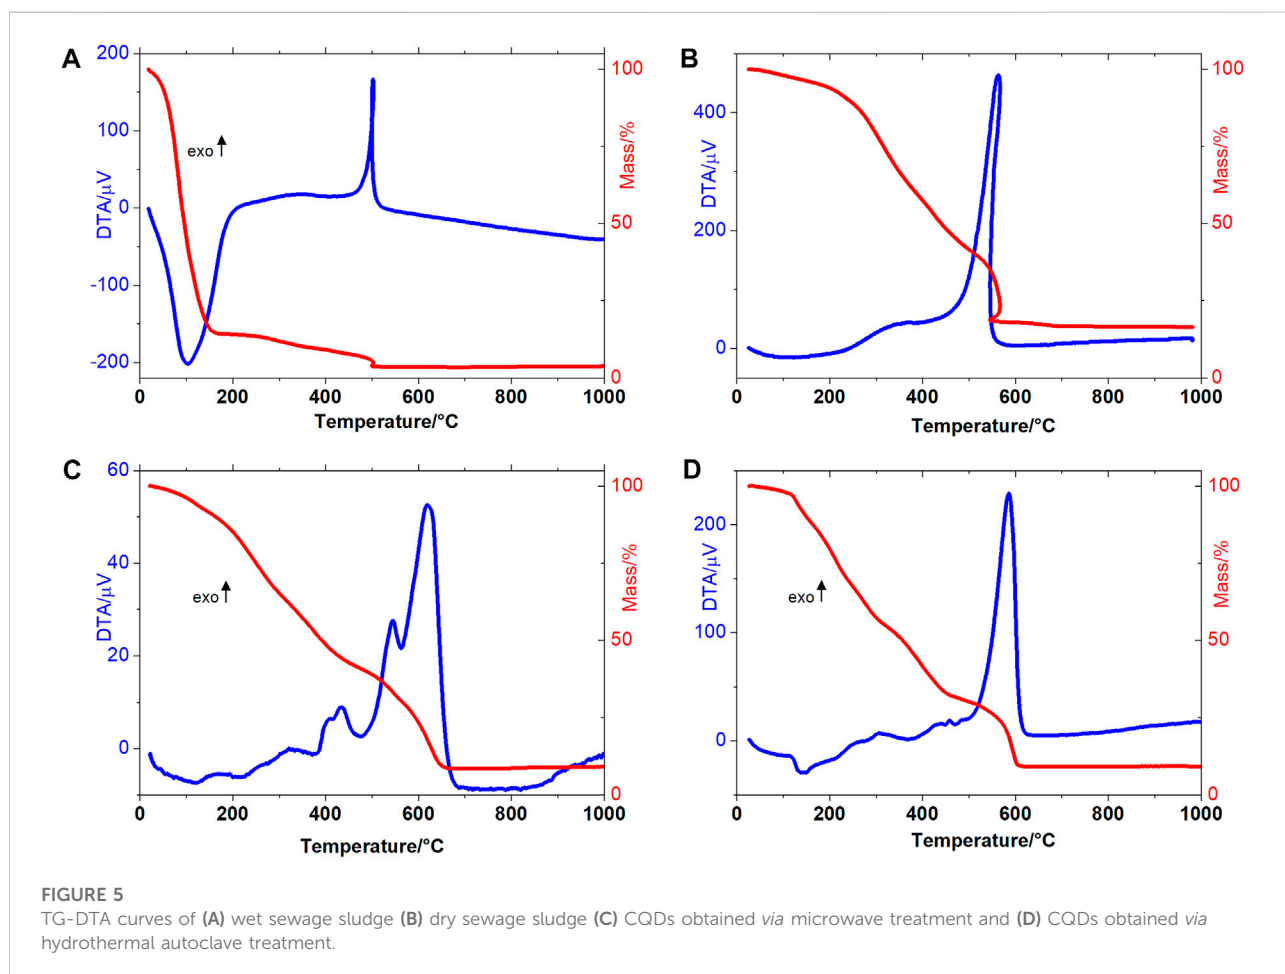 A
200
100
0
-100
-200
DTA/μV
exo
100
50
0
Mass/%
0 200 400 600 800 1000
Temperature/°C
B
400
200
0
DTA/μV
100
50
0
Mass/%
0 200 400 600 800 1000
Temperature/°C
C
60
40
20
0
DTA/μV
exo
100
50
0
Mass/%
0 200 400 600 800 1000
Temperature/°C
D
200
100
0
DTA/μV
exo
100
50
0
Mass/%
0 200 400 600 800 1000
Temperature/°C
FIGURE 5
TG-DTA curves of (A) wet sewage sludge (B) dry sewage sludge (C) CQDs obtained via microwave treatment and (D) CQDs obtained via
hydrothermal autoclave treatment.